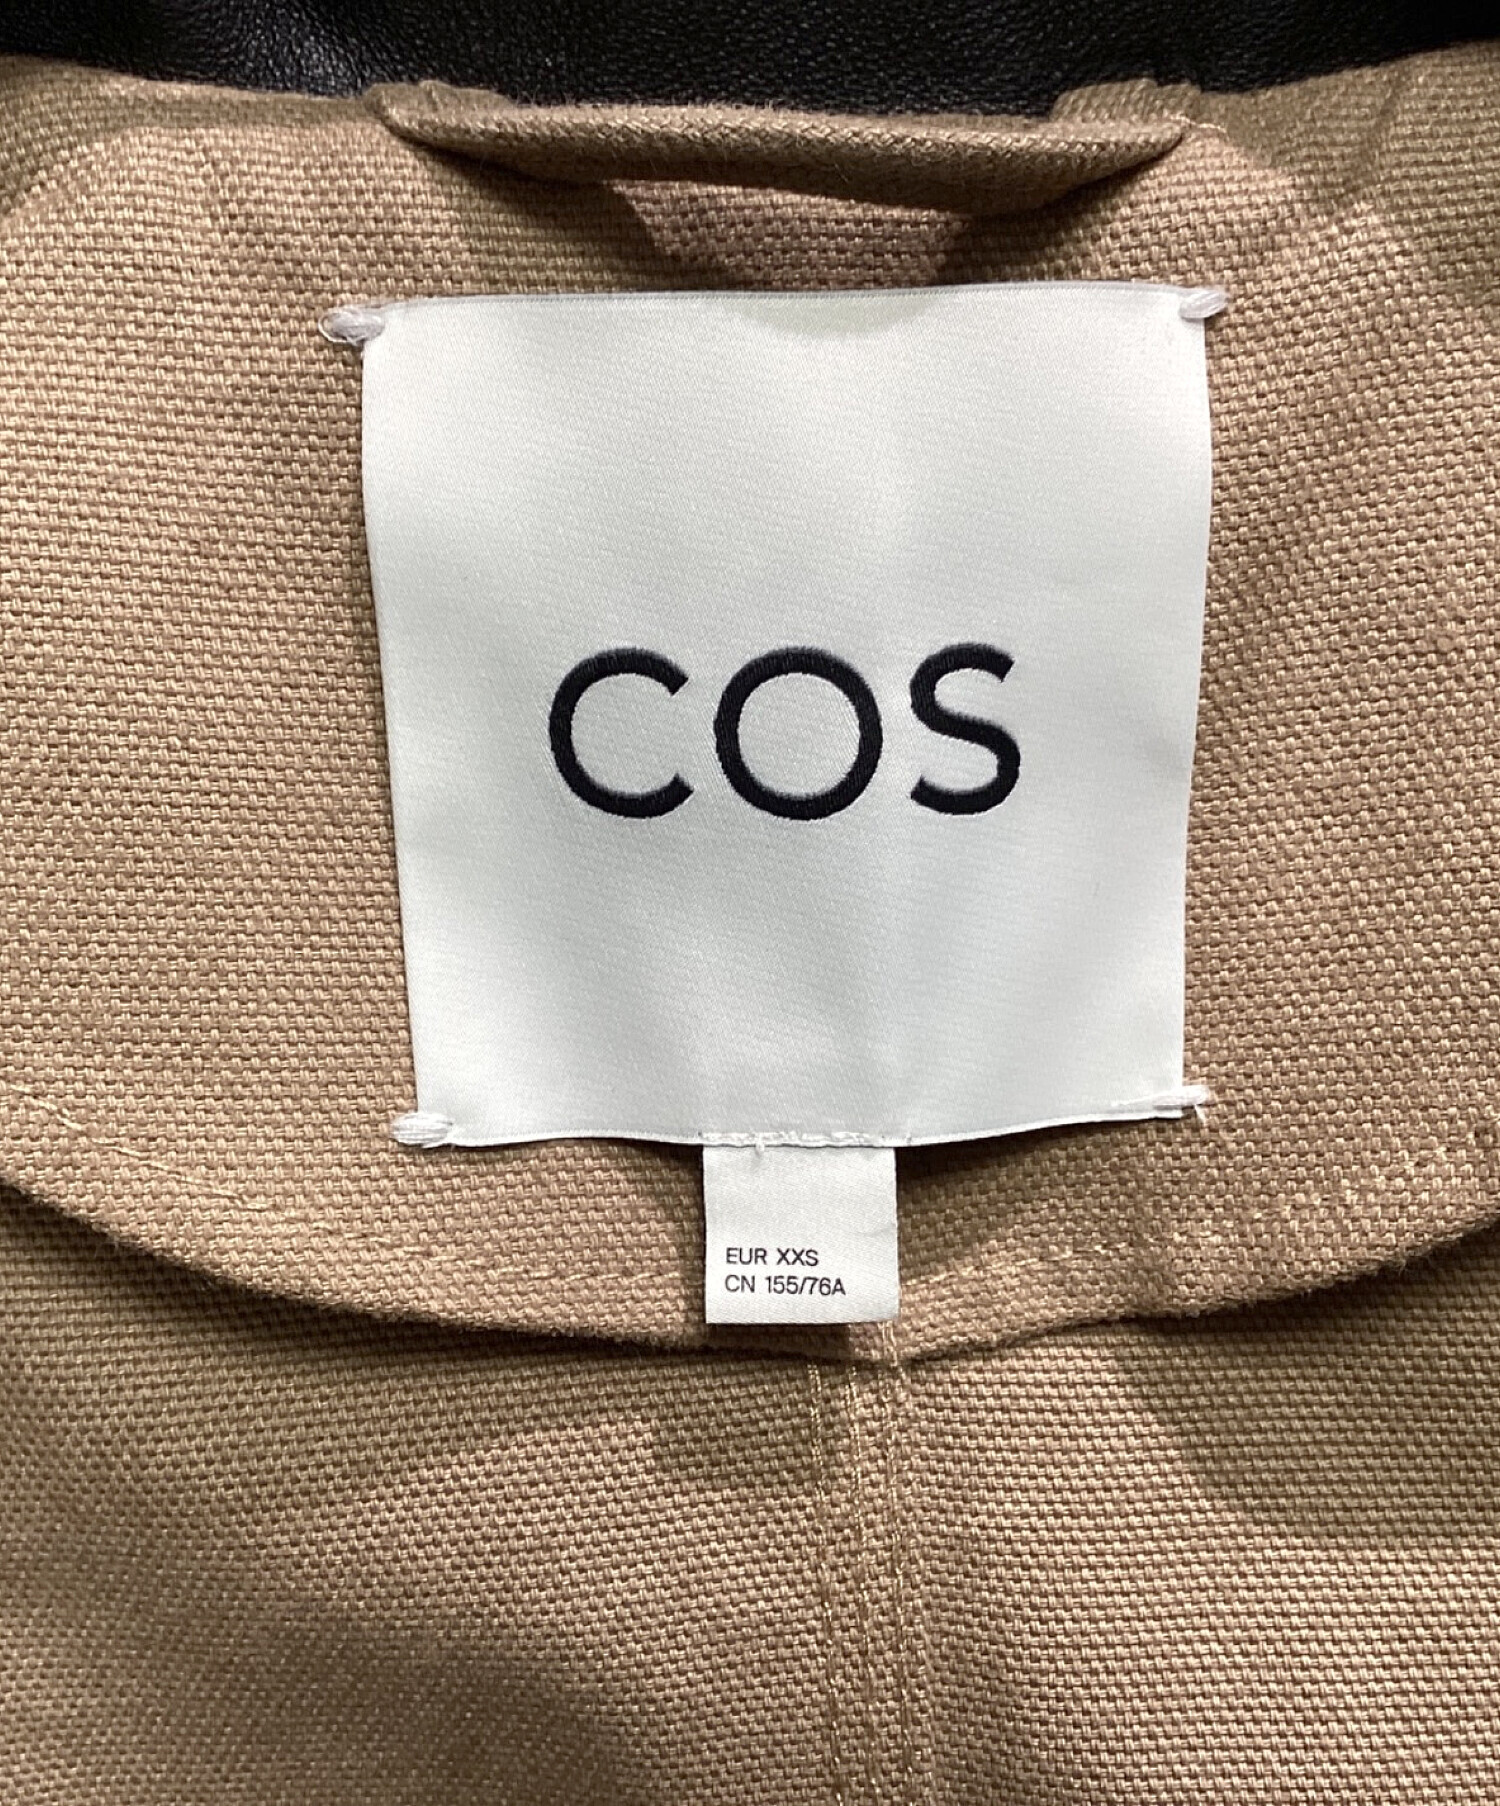 COS
EUR XXS
CN 155/76A